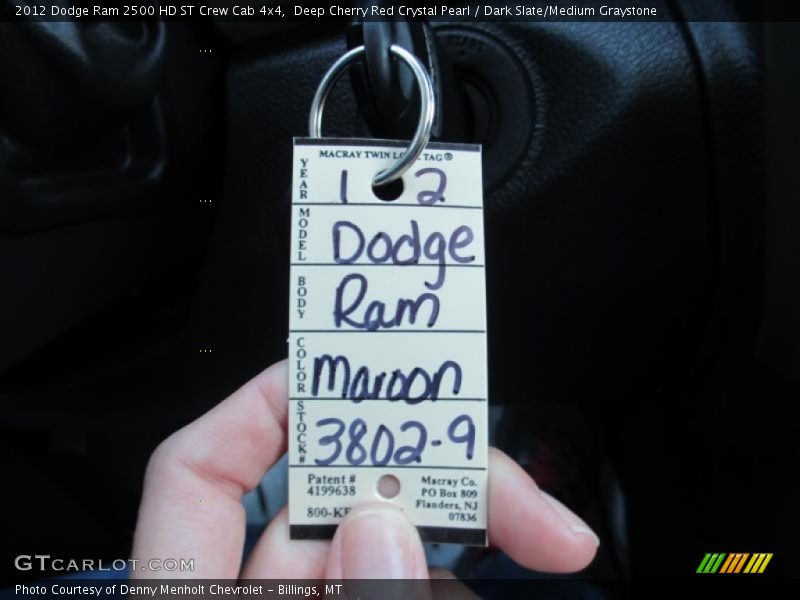 2012 Dodge Ram 2500 HD ST Crew Cab 4x4, Deep Cherry Red Crystal Pearl / Dark Slate/Medium Graystone
START
MACRAY TWIN TAG®
YEAR 1 2
MODEL Dodge
BODY Ram
COLOR Maroon
STOCK# 3802-9
Patent #
4199638
800-
Macray Co.
PO Box 809
Flanders, NJ
07836
GTCARLOT.COM
Photo Courtesy of Denny Menholt Chevrolet – Billings, MT